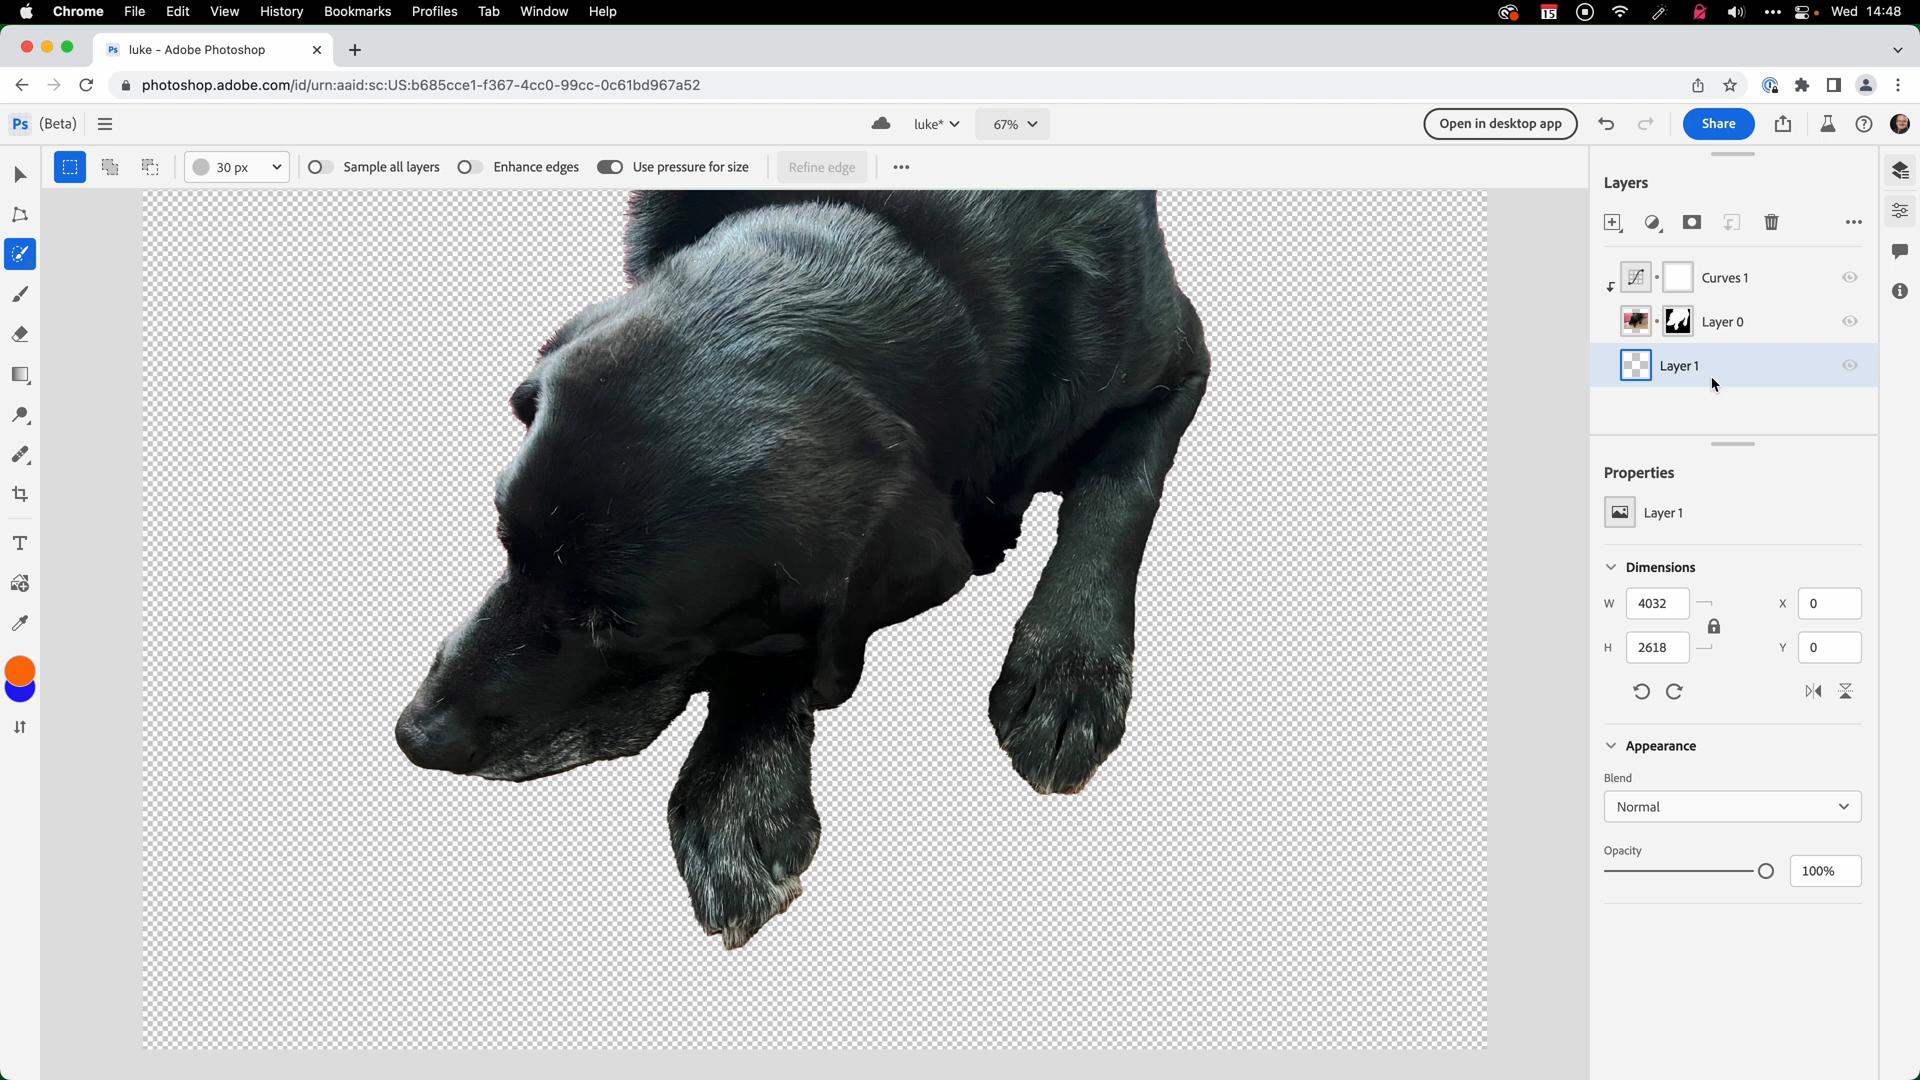 Chrome File Edit View History Bookmarks Profiles Tab Window Help 15 Wed 14:48
Ps luke - Adobe Photoshop
photoshop.adobe.com/id/urn:aaid:sc:US:b685cce1-f367-4cc0-99cc-0c61bd967a52
Ps (Beta) luke* 67% Open in desktop app Share
30 px Sample all layers Enhance edges Use pressure for size Refine edge
Layers
Curves 1
Layer 0
Layer 1
Properties
Layer 1
Dimensions
W 4032 X 0
H 2618 Y 0
Appearance
Blend
Normal
Opacity
100%
T